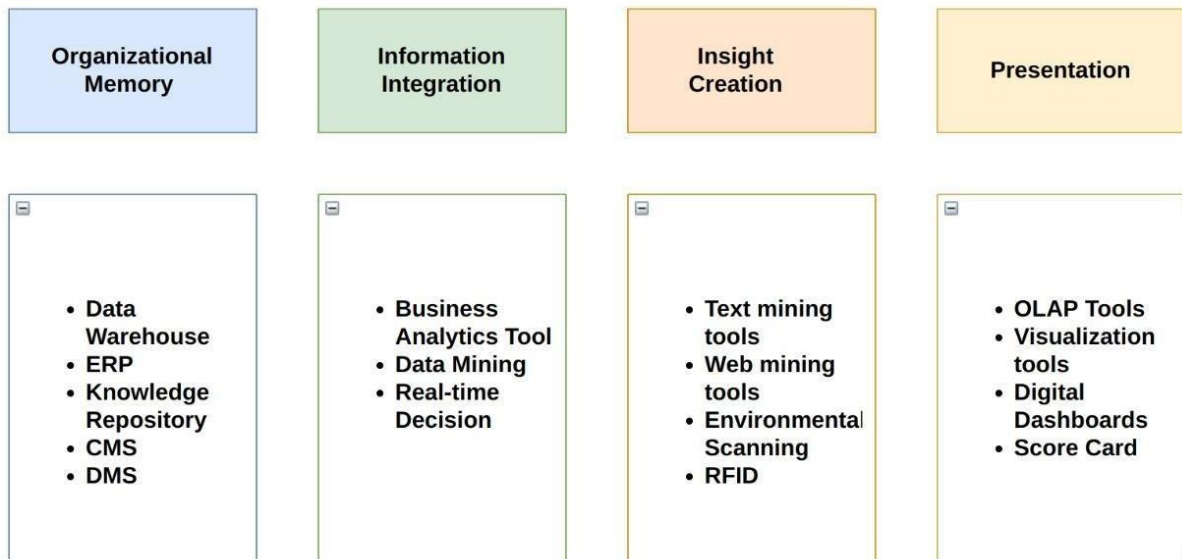 Organizational
Memory
Information
Integration
Insight
Creation
Presentation
• Data
Warehouse
• ERP
• Knowledge
Repository
• CMS
• DMS
• Business
Analytics Tool
• Data Mining
• Real-time
Decision
• Text mining
tools
• Web mining
tools
• Environmental
Scanning
• RFID
• OLAP Tools
• Visualization
tools
• Digital
Dashboards
• Score Card